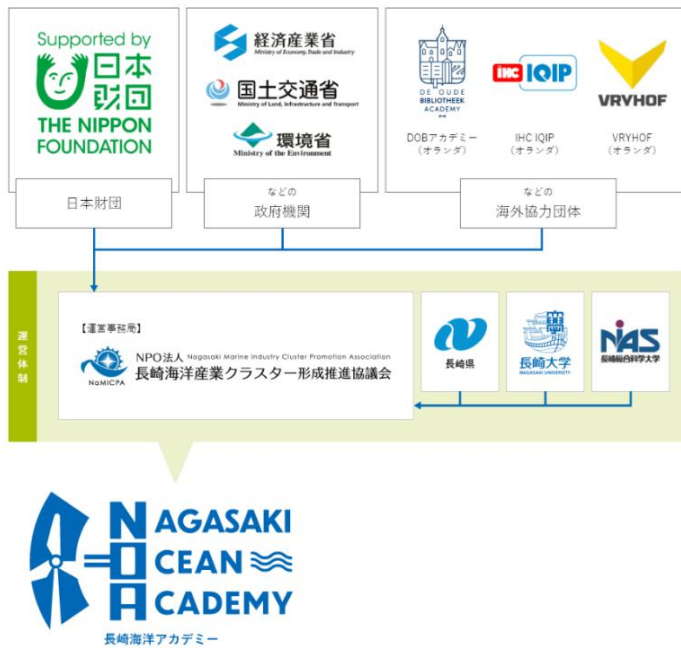 Supported by
日本
財団
THE NIPPON
FOUNDATION
日本財団
経済産業省
Ministry of Economy, Trade and Industry
国土交通省
Ministry of Land, Infrastructure and Transport
環境省
Ministry of the Environment
などの
政府機関
DE OUDE
BIBLIOTHEEK
ACADEMY
DOBアカデミー
(オランダ)
IHC IQIP
IHC IQIP
(オランダ)
VRYHOF
VRYHOF
(オランダ)
などの
海外協力団体
運営体制
【運営事務局】
NaMICPA
NPO法人 Nagasaki Marine Industry Cluster Promotion Association
長崎海洋産業クラスター形成推進協議会
長崎県
長崎大学
NAGASAKI UNIVERSITY
NiAS
長崎総合科学大学
NAGASAKI
OCEAN
ACADEMY
長崎海洋アカデミー